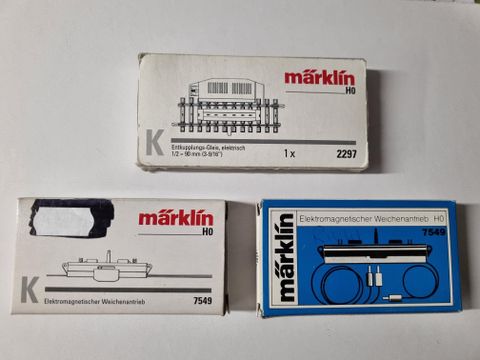 märklin
H0
K
Entkupplungs-Gleis, elektrisch
1/2 = 90 mm (3-9/16")
1 x
2297
märklin
H0
K
Elektromagnetischer Weichenantrieb
7549
märklin
Elektromagnetischer Weichenantrieb H0
7549